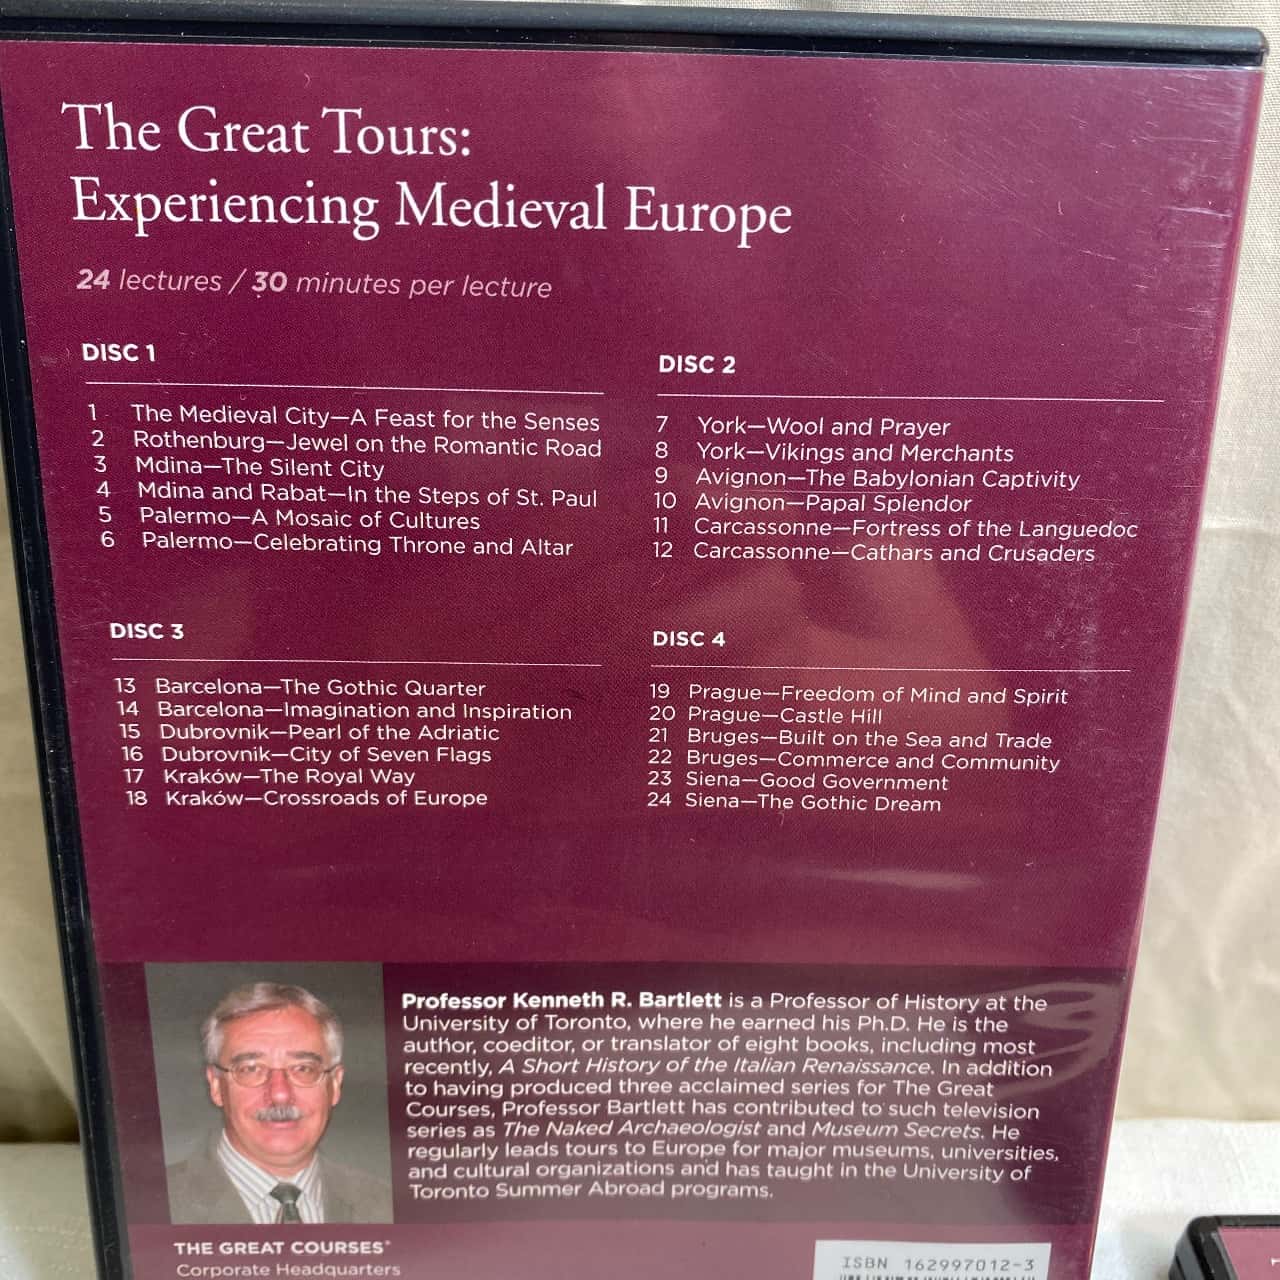 The Great Tours:
Experiencing Medieval Europe
24 lectures / 30 minutes per lecture
DISC 1
1 The Medieval City—A Feast for the Senses
2 Rothenburg—Jewel on the Romantic Road
3 Mdina—The Silent City
4 Mdina and Rabat—In the Steps of St. Paul
5 Palermo—A Mosaic of Cultures
6 Palermo—Celebrating Throne and Altar
DISC 2
7 York—Wool and Prayer
8 York—Vikings and Merchants
9 Avignon—The Babylonian Captivity
10 Avignon—Papal Splendor
11 Carcassonne—Fortress of the Languedoc
12 Carcassonne—Cathars and Crusaders
DISC 3
13 Barcelona—The Gothic Quarter
14 Barcelona—Imagination and Inspiration
15 Dubrovnik—Pearl of the Adriatic
16 Dubrovnik—City of Seven Flags
17 Kraków—The Royal Way
18 Kraków—Crossroads of Europe
DISC 4
19 Prague—Freedom of Mind and Spirit
20 Prague—Castle Hill
21 Bruges—Built on the Sea and Trade
22 Bruges—Commerce and Community
23 Siena—Good Government
24 Siena—The Gothic Dream
Professor Kenneth R. Bartlett is a Professor of History at the
University of Toronto, where he earned his Ph.D. He is the
author, coeditor, or translator of eight books, including most
recently, A Short History of the Italian Renaissance. In addition
to having produced three acclaimed series for The Great
Courses, Professor Bartlett has contributed to such television
series as The Naked Archaeologist and Museum Secrets. He
regularly leads tours to Europe for major museums, universities,
and cultural organizations and has taught in the University of
Toronto Summer Abroad programs.
THE GREAT COURSES®
Corporate Headquarters
ISBN 162997012-3